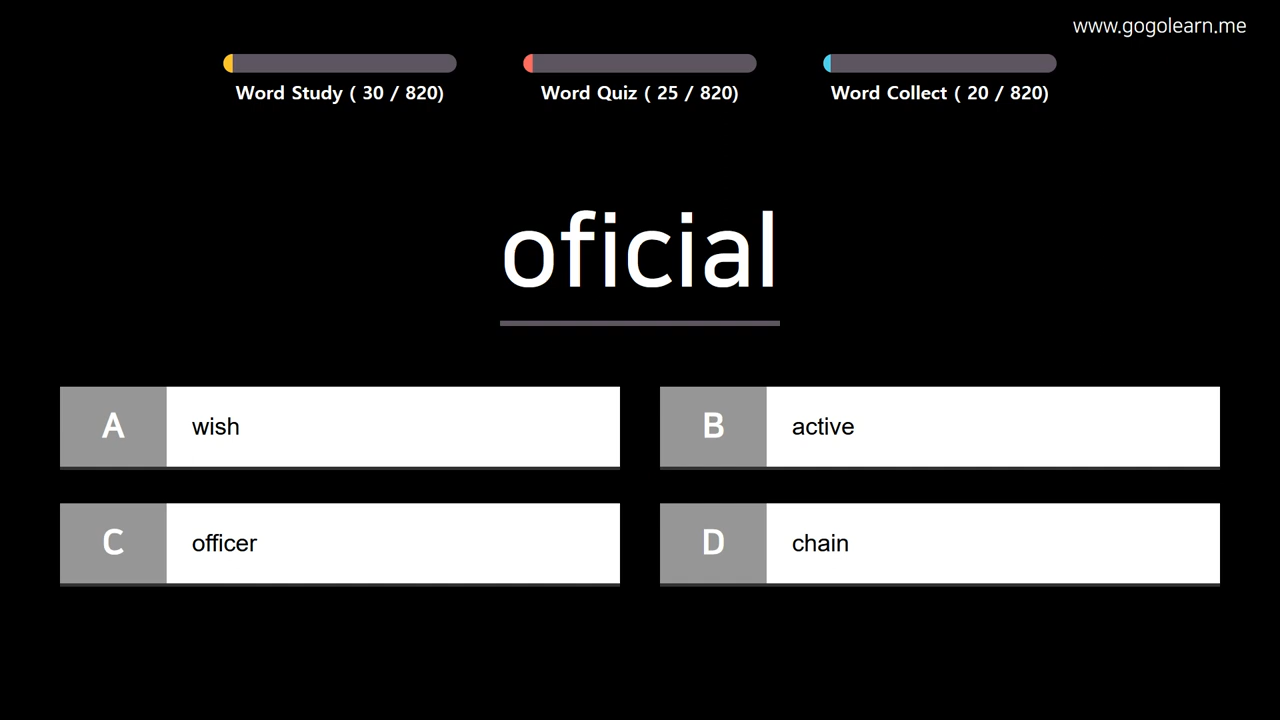 www.gogolearn.me
Word Study ( 30 / 820)
Word Quiz ( 25 / 820)
Word Collect ( 20 / 820)
oficial
A wish
B active
C officer
D chain